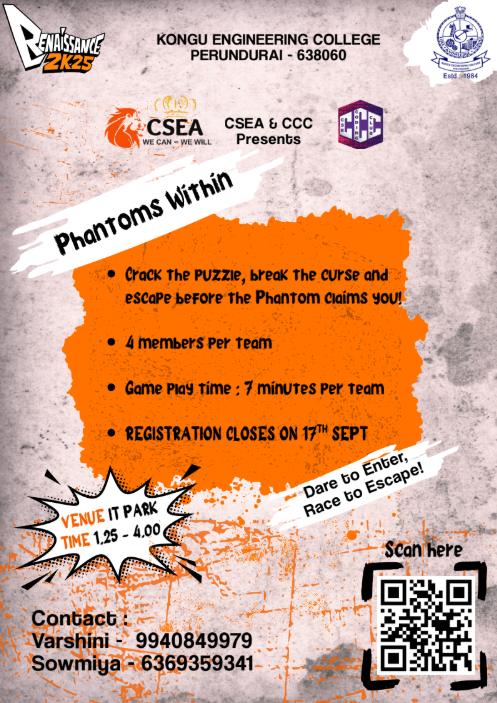 RENAISSANCE
2K25
KONGU ENGINEERING COLLEGE
PERUNDURAI - 638060
Estd : 1984
CSEA
WE CAN - WE WILL
CSEA & CCC
Presents
CCC
Phantoms Within
• Crack the puzzle, break the curse and
escape before the Phantom claims you!
• 4 members per team
• Game play time : 7 minutes per team
• REGISTRATION CLOSES ON 17TH SEPT
Dare to Enter,
Race to Escape!
VENUE IT PARK
TIME 1.25 - 4.00
Scan here
Contact :
Varshini - 9940849979
Sowmiya - 6369359341